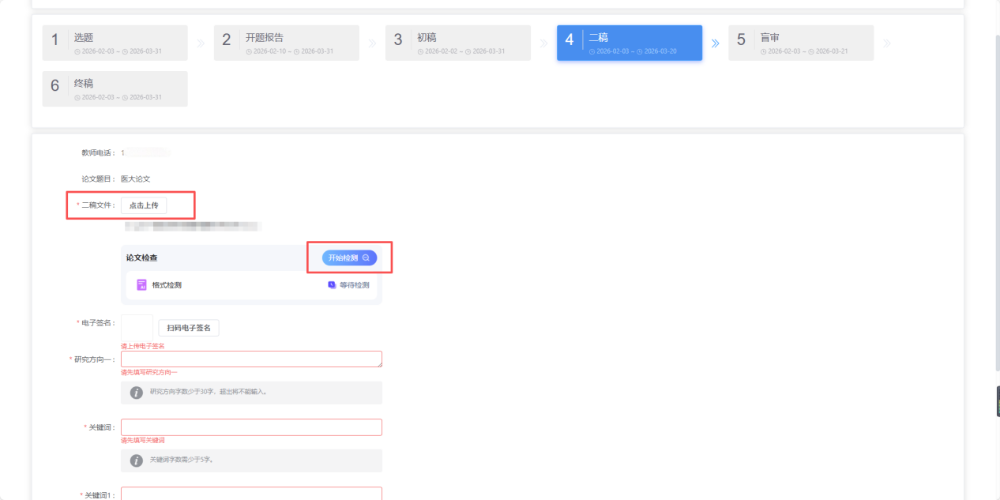 1 选题
2026-02-03 ~ 2026-03-31
2 开题报告
2026-02-10 ~ 2026-03-31
3 初稿
2026-02-02 ~ 2026-03-31
4 二稿
2026-02-03 ~ 2026-03-20
5 盲审
2026-02-03 ~ 2026-03-21
6 终稿
2026-02-03 ~ 2026-03-31
教师电话： 1
论文题目： 医大论文
* 二稿文件： 点击上传
论文检查 开始检测
格式检测 等待检测
* 电子签名： 扫码电子签名
请上传电子签名
* 研究方向一：
请先填写研究方向一
研究方向字数少于30字，超出将不能输入。
* 关键词：
请先填写关键词
关键词字数需少于5字。
* 关键词1：